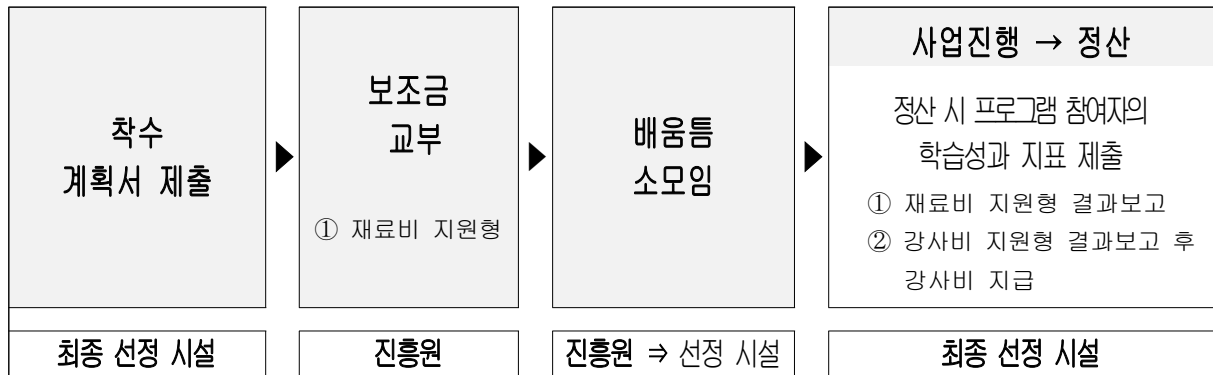 착수
계획서 제출
▶
보조금
교부
① 재료비 지원형
▶
배움틈
소모임
▶
사업진행 → 정산
정산 시 프로그램 참여자의
학습성과 지표 제출
① 재료비 지원형 결과보고
② 강사비 지원형 결과보고 후
강사비 지급
최종 선정 시설
진흥원
진흥원 ⇒ 선정 시설
최종 선정 시설